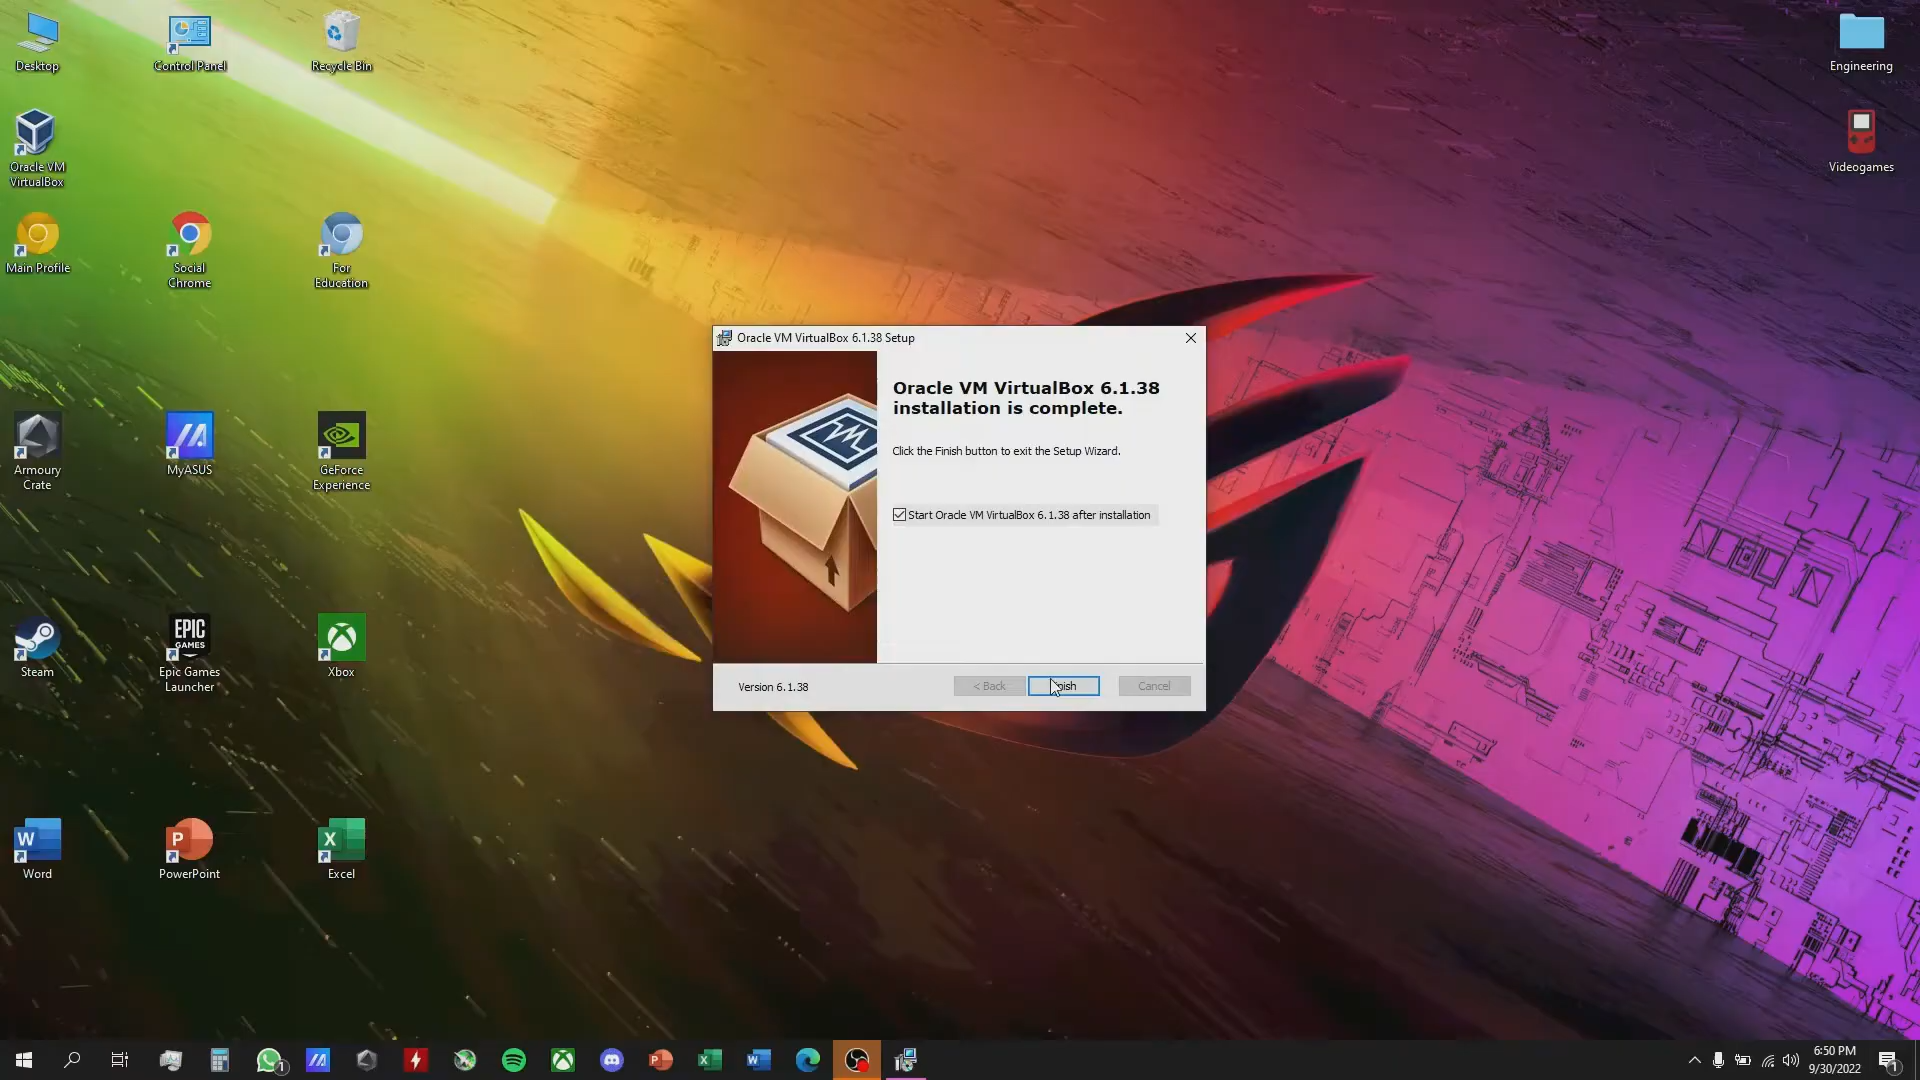 Desktop
Control Panel
Recycle Bin
Engineering
Oracle VM
VirtualBox
Videogames
Main Profile
Social
Chrome
For
Education
Armoury
Crate
MyASUS
GeForce
Experience
Steam
EPIC
GAMES
Epic Games
Launcher
Xbox
W
Word
P
PowerPoint
X
Excel
Oracle VM VirtualBox 6.1.38 Setup
Oracle VM VirtualBox 6.1.38
installation is complete.
Click the Finish button to exit the Setup Wizard.
Start Oracle VM VirtualBox 6.1.38 after installation
Version 6.1.38
< Back
Cancel
6:50 PM
9/30/2022